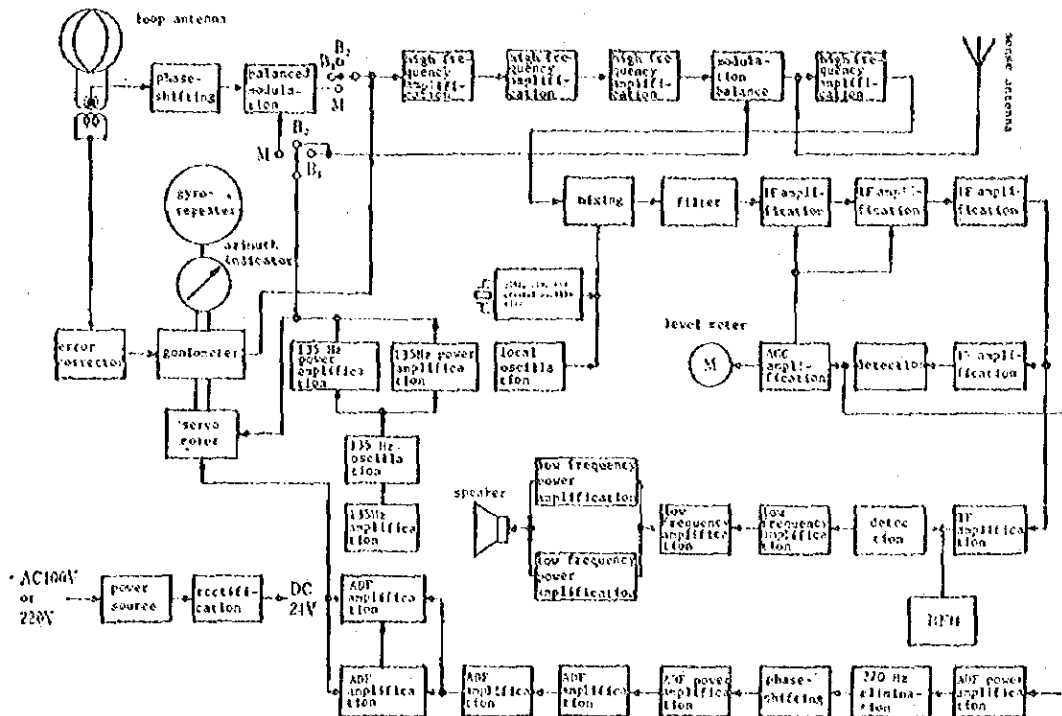 loop antenna
phase-
shifting
balanced
modula-
tion
B₁
B₂
M
high fre-
quency
amplifi-
cation
high fre-
quency
amplifi-
cation
high fre-
quency
amplifi-
cation
modula-
tion
balance
high fre-
quency
amplifi-
cation
sense antenna
M
B₂
B₁
gyro-
repeater
azimuth
indicator
mixing
filter
IF ampli-
fication
IF ampli-
fication
IF ampli-
fication
error
corrector
goniometer
135 Hz
power
amplifica
tion
135Hz power
amplifica
tion
local
oscilla
tion
level meter
M
AGC
ampli-
fication
detection
IF ampli-
fication
servo
motor
135 Hz
oscilla
tion
135Hz
amplifica
tion
speaker
low frequency
power
amplification
low frequency
power
amplification
low
frequency
amplifica
tion
low
frequency
amplifica
tion
detec
tion
IF
amplifica
tion
BFO
AC100V
or
220V
power
source
rectifi-
cation
DC
24V
ADF
amplifica
tion
ADF
amplifica
tion
ADF
amplifica
tion
ADF
amplifica
tion
ADF power
amplifica
tion
phase-
shifting
elimina-
tion
ADF power
amplifica
tion